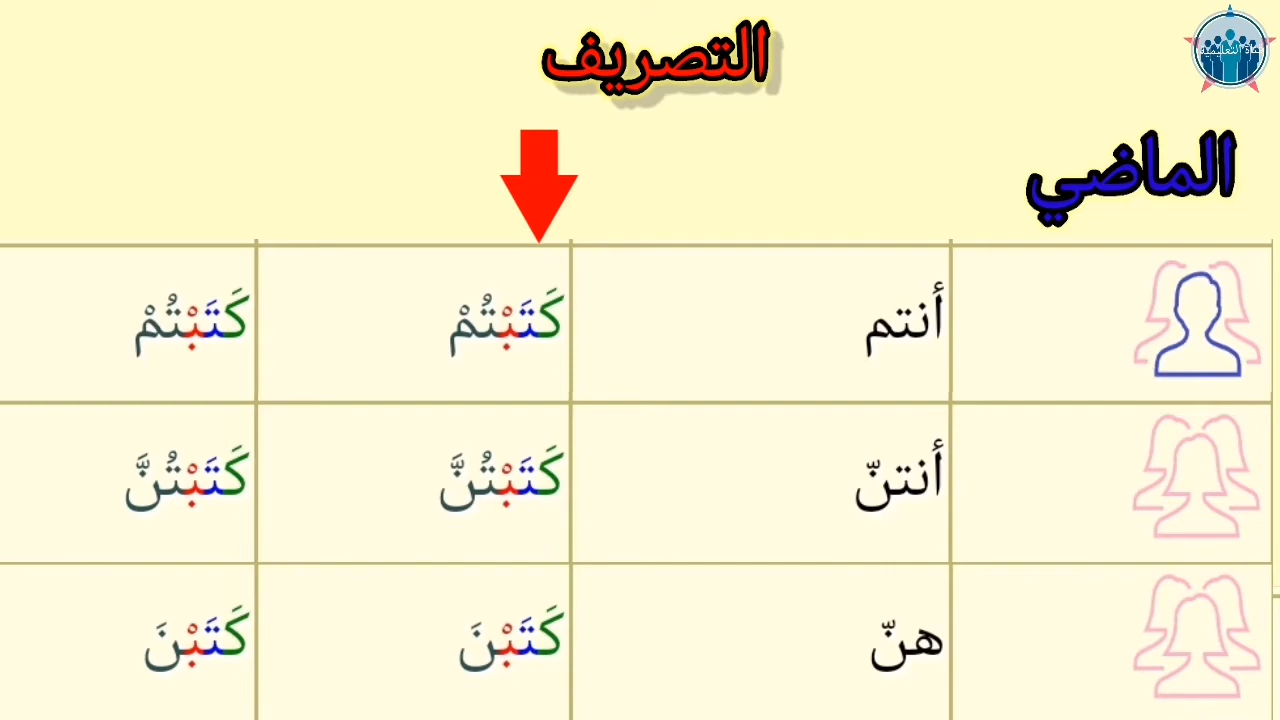 التصريف
الماضي
أنتم كَتَبْتُمْ كَتَبْتُمْ
أنتنّ كَتَبْتُنَّ كَتَبْتُنَّ
هنّ كَتَبْنَ كَتَبْنَ